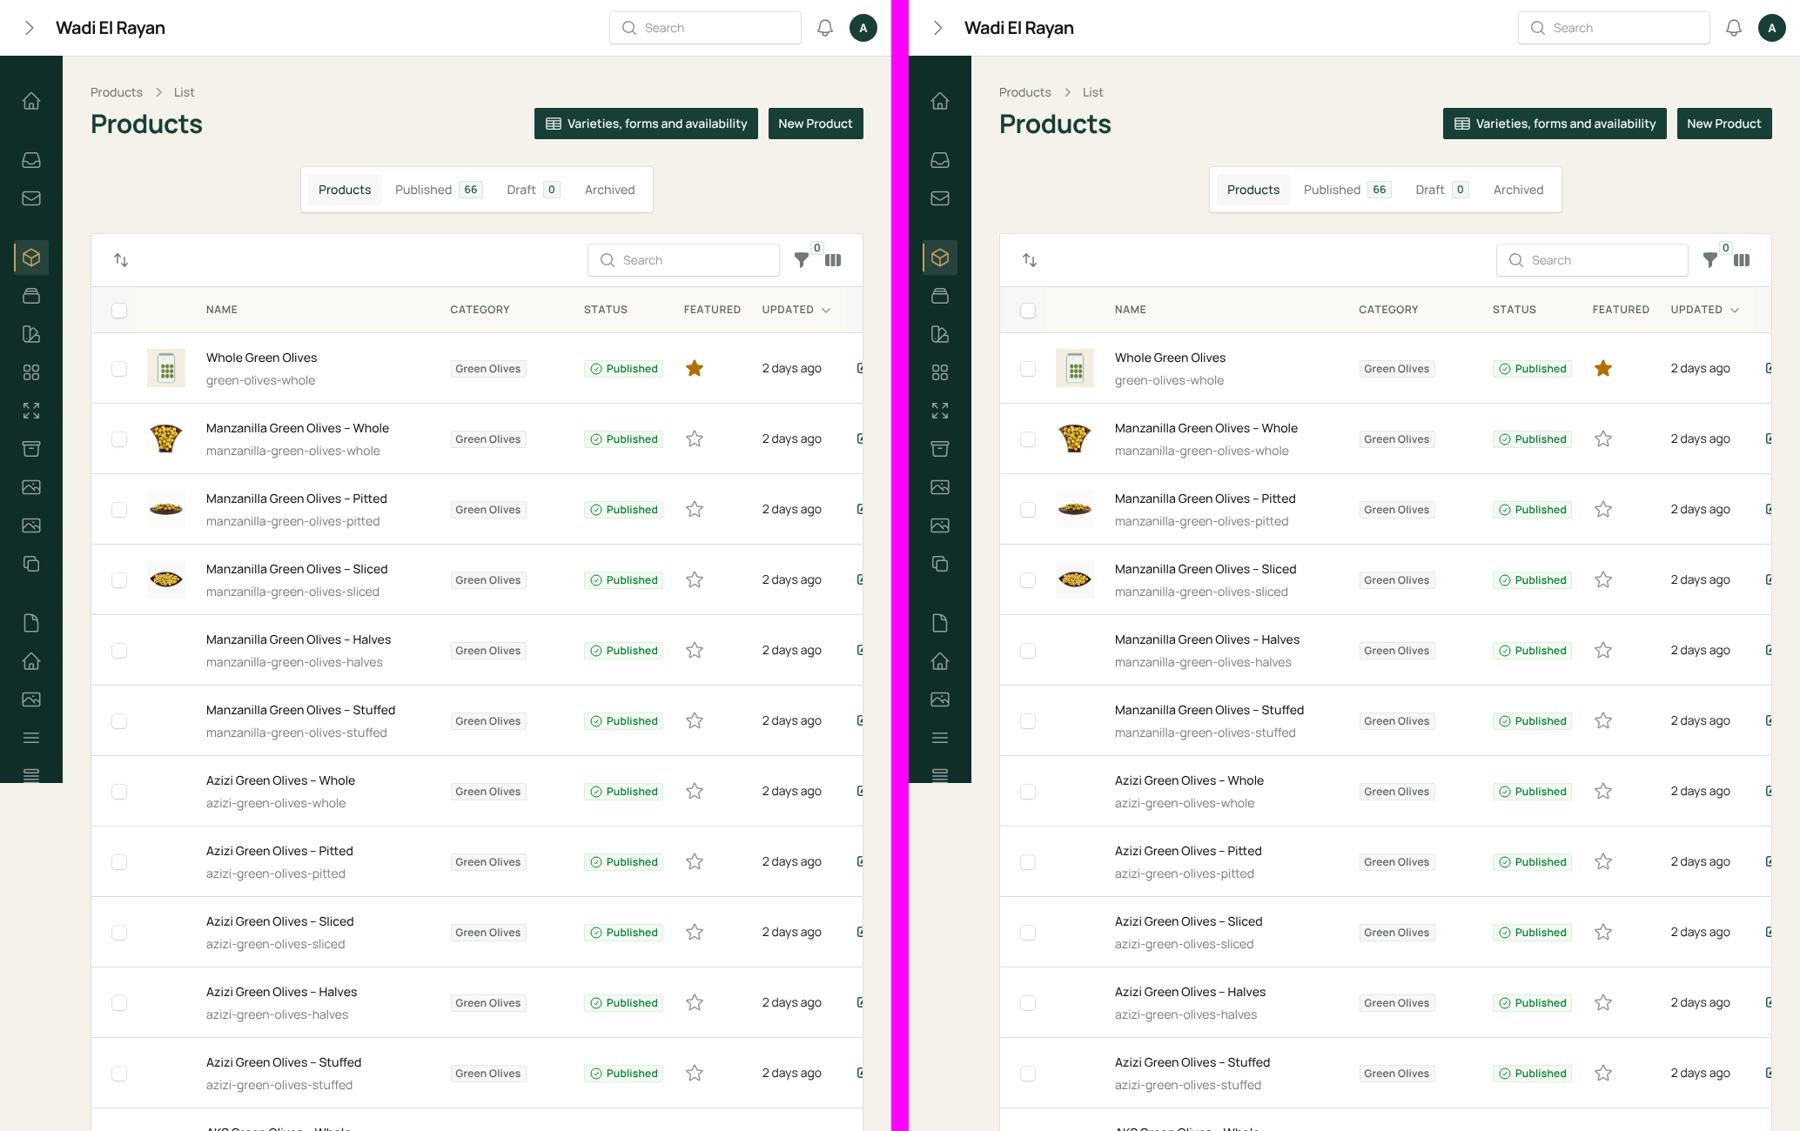 Wadi El Rayan
Search
A
Products > List
Products
Varieties, forms and availability
New Product
Products
Published 66
Draft 0
Archived
Search
0
NAME CATEGORY STATUS FEATURED UPDATED
Whole Green Olives
green-olives-whole
Green Olives Published 2 days ago
Manzanilla Green Olives – Whole
manzanilla-green-olives-whole
Green Olives Published 2 days ago
Manzanilla Green Olives – Pitted
manzanilla-green-olives-pitted
Green Olives Published 2 days ago
Manzanilla Green Olives – Sliced
manzanilla-green-olives-sliced
Green Olives Published 2 days ago
Manzanilla Green Olives – Halves
manzanilla-green-olives-halves
Green Olives Published 2 days ago
Manzanilla Green Olives – Stuffed
manzanilla-green-olives-stuffed
Green Olives Published 2 days ago
Azizi Green Olives – Whole
azizi-green-olives-whole
Green Olives Published 2 days ago
Azizi Green Olives – Pitted
azizi-green-olives-pitted
Green Olives Published 2 days ago
Azizi Green Olives – Sliced
azizi-green-olives-sliced
Green Olives Published 2 days ago
Azizi Green Olives – Halves
azizi-green-olives-halves
Green Olives Published 2 days ago
Azizi Green Olives – Stuffed
azizi-green-olives-stuffed
Green Olives Published 2 days ago
Wadi El Rayan
Search
A
Products > List
Products
Varieties, forms and availability
New Product
Products
Published 66
Draft 0
Archived
Search
0
NAME CATEGORY STATUS FEATURED UPDATED
Whole Green Olives
green-olives-whole
Green Olives Published 2 days ago
Manzanilla Green Olives – Whole
manzanilla-green-olives-whole
Green Olives Published 2 days ago
Manzanilla Green Olives – Pitted
manzanilla-green-olives-pitted
Green Olives Published 2 days ago
Manzanilla Green Olives – Sliced
manzanilla-green-olives-sliced
Green Olives Published 2 days ago
Manzanilla Green Olives – Halves
manzanilla-green-olives-halves
Green Olives Published 2 days ago
Manzanilla Green Olives – Stuffed
manzanilla-green-olives-stuffed
Green Olives Published 2 days ago
Azizi Green Olives – Whole
azizi-green-olives-whole
Green Olives Published 2 days ago
Azizi Green Olives – Pitted
azizi-green-olives-pitted
Green Olives Published 2 days ago
Azizi Green Olives – Sliced
azizi-green-olives-sliced
Green Olives Published 2 days ago
Azizi Green Olives – Halves
azizi-green-olives-halves
Green Olives Published 2 days ago
Azizi Green Olives – Stuffed
azizi-green-olives-stuffed
Green Olives Published 2 days ago